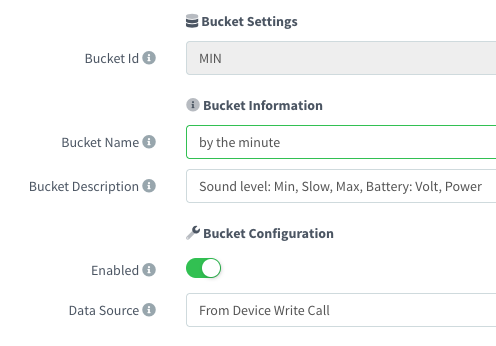 Bucket Settings
Bucket Id MIN
Bucket Information
Bucket Name by the minute
Bucket Description Sound level: Min, Slow, Max, Battery: Volt, Power
Bucket Configuration
Enabled
Data Source From Device Write Call